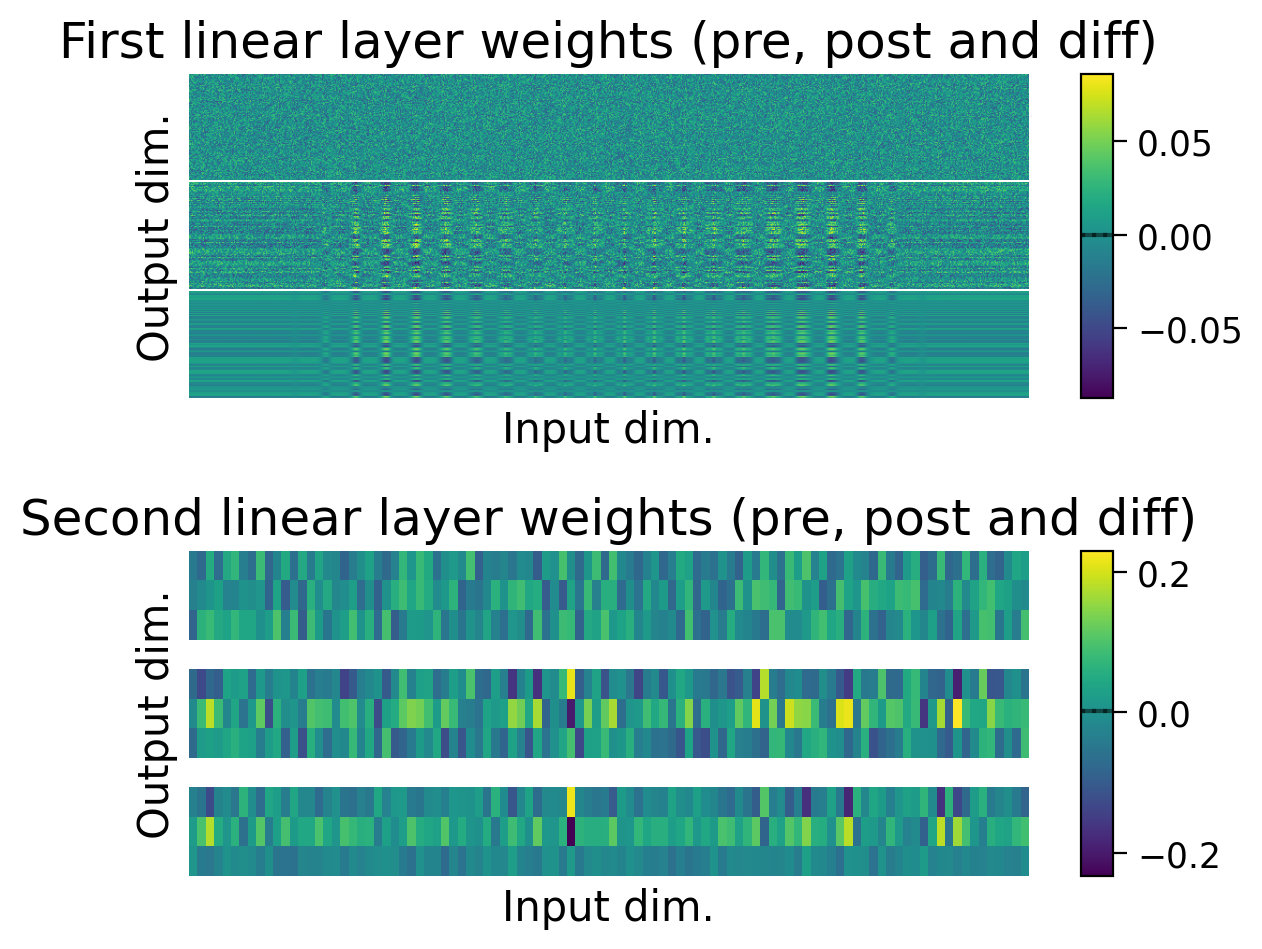 First linear layer weights (pre, post and diff)
Output dim.
0.05
0.00
−0.05
Input dim.
Second linear layer weights (pre, post and diff)
Output dim.
0.2
0.0
−0.2
Input dim.